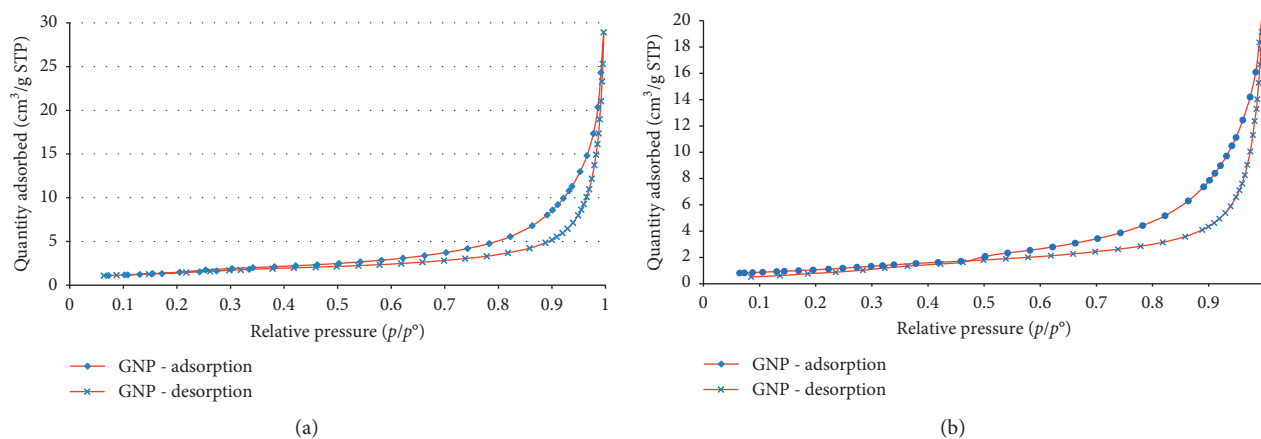 30
25
20
15
10
5
0
Quantity adsorbed (cm³/g STP)
0 0.1 0.2 0.3 0.4 0.5 0.6 0.7 0.8 0.9 1
Relative pressure (p/p°)
GNP - adsorption
GNP - desorption
(a)
20
18
16
14
12
10
8
6
4
2
0
Quantity adsorbed (cm³/g STP)
0 0.1 0.2 0.3 0.4 0.5 0.6 0.7 0.8 0.9
Relative pressure (p/p°)
GNP - adsorption
GNP - desorption
(b)